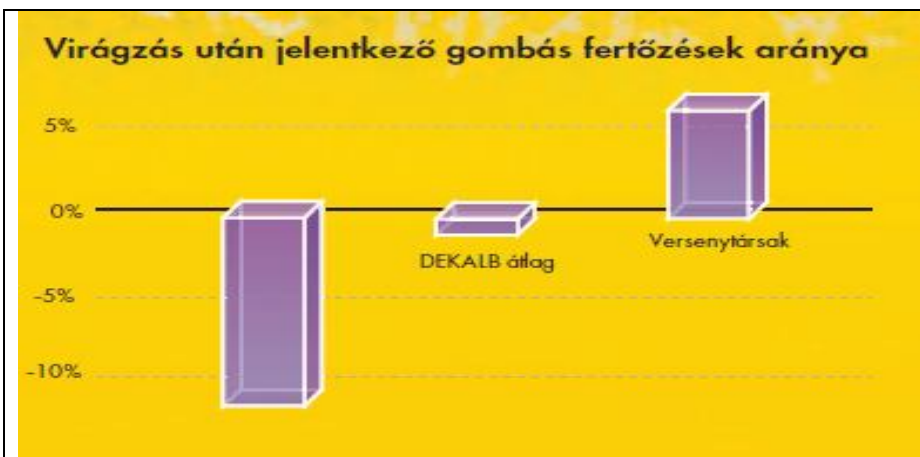 Virágzás után jelentkező gombás fertőzések aránya
5%
0%
Versenytársak
DEKALB átlag
-5%
-10%